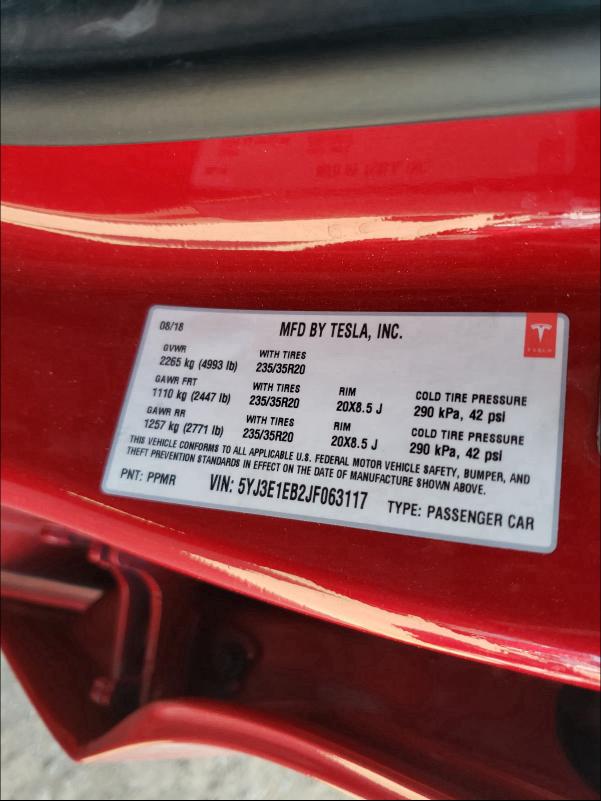 08/18
MFD BY TESLA, INC.
TESLA
GVWR
2265 kg (4993 lb)
WITH TIRES
235/35R20
GAWR FRT
1110 kg (2447 lb)
WITH TIRES
235/35R20
RIM
20X8.5 J
COLD TIRE PRESSURE
290 kPa, 42 psi
GAWR RR
1257 kg (2771 lb)
WITH TIRES
235/35R20
RIM
20X8.5 J
COLD TIRE PRESSURE
290 kPa, 42 psi
THIS VEHICLE CONFORMS TO ALL APPLICABLE U.S. FEDERAL MOTOR VEHICLE SAFETY, BUMPER, AND
THEFT PREVENTION STANDARDS IN EFFECT ON THE DATE OF MANUFACTURE SHOWN ABOVE.
PNT: PPMR
VIN: 5YJ3E1EB2JF063117
TYPE: PASSENGER CAR